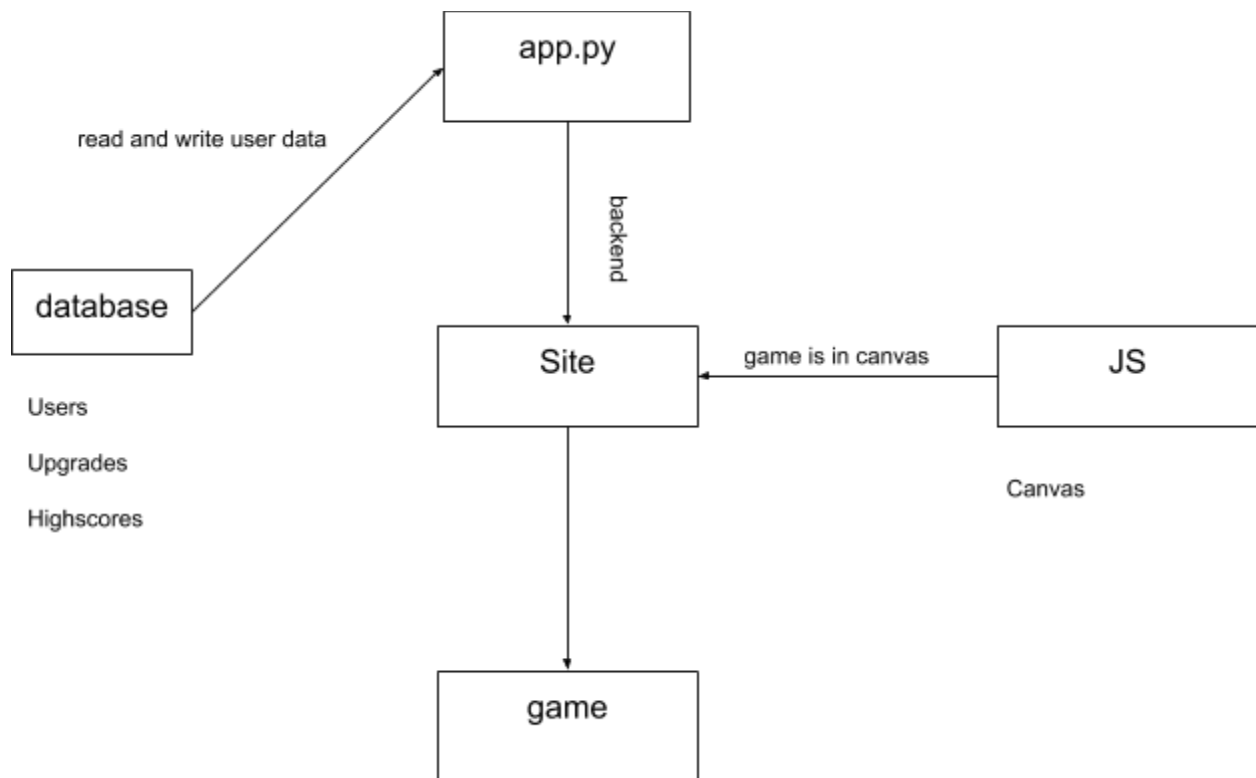 app.py
read and write user data
backend
database
Site
game is in canvas
JS
Users
Upgrades
Highscores
Canvas
game